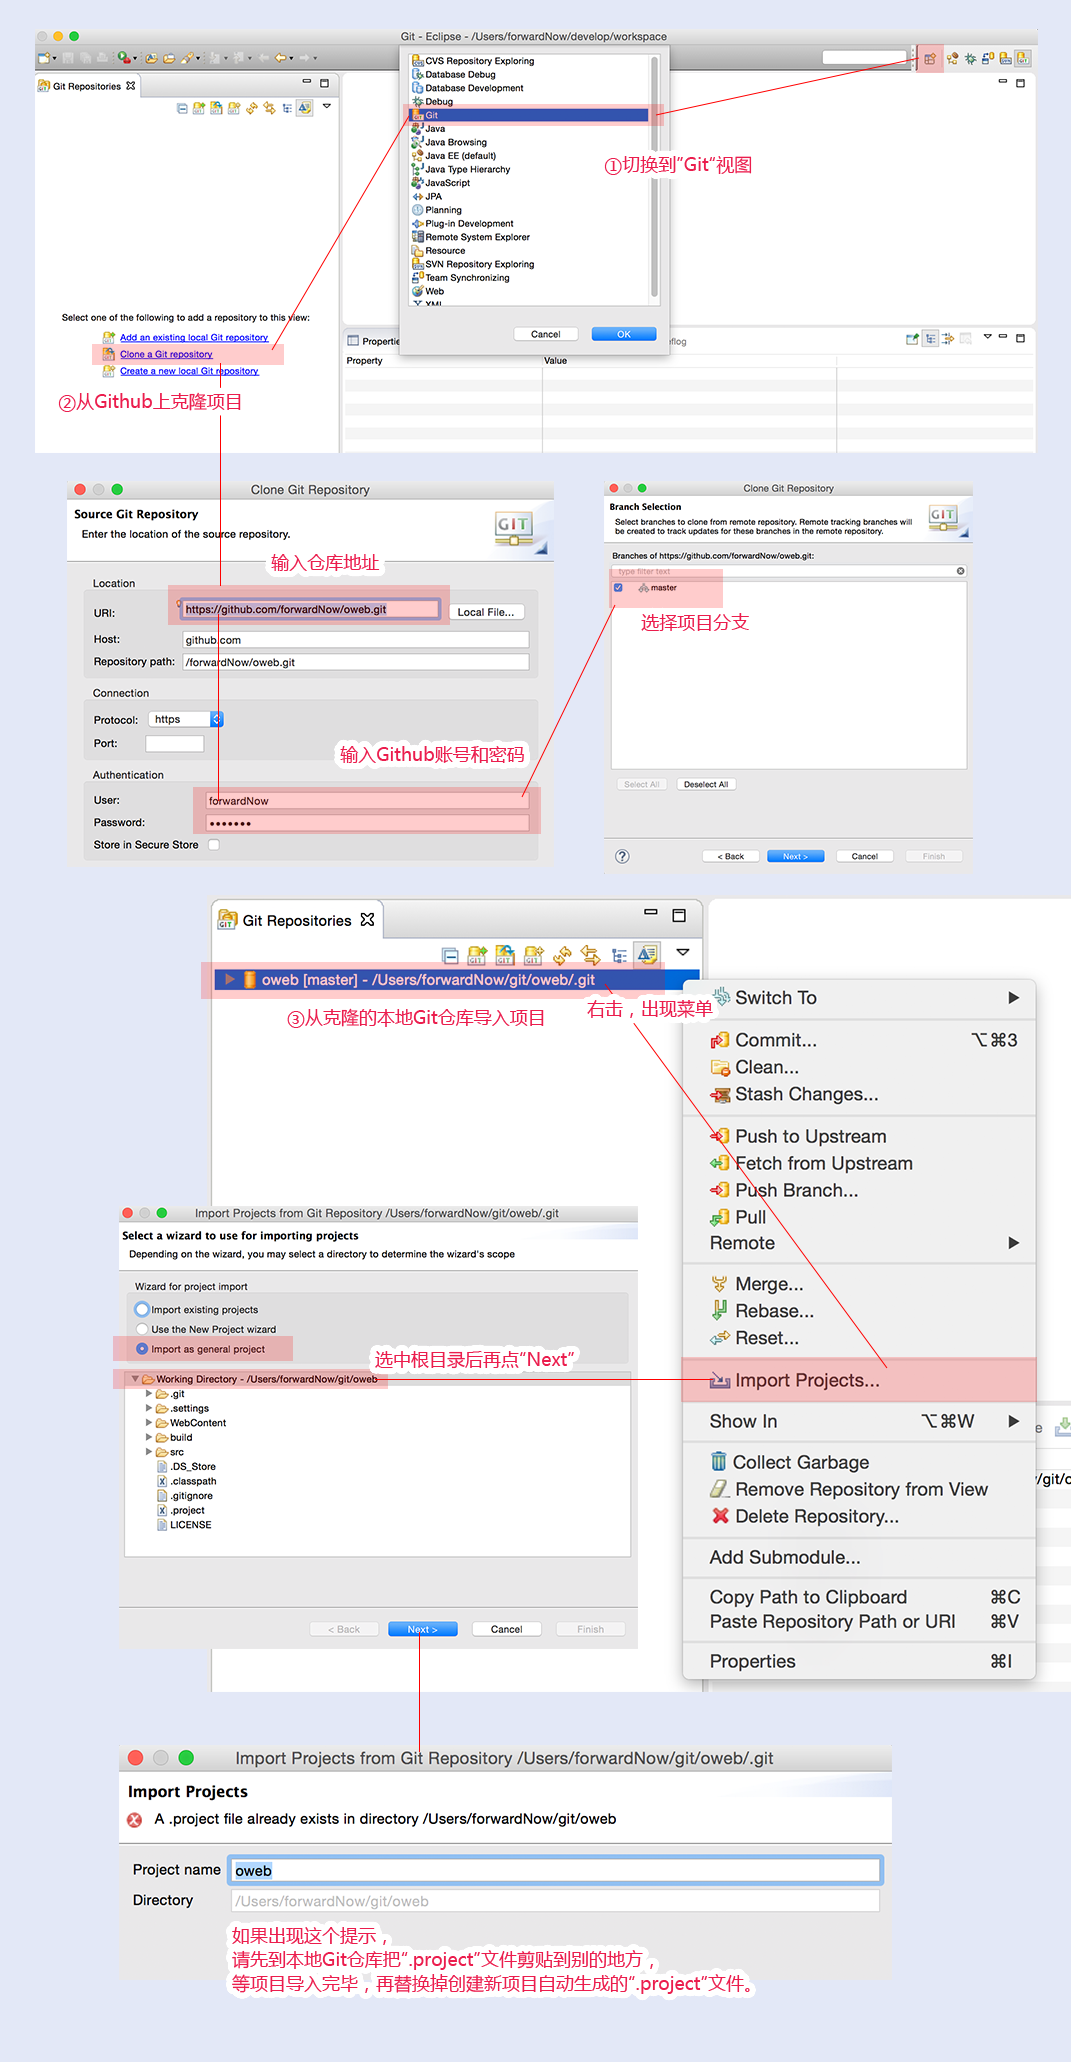 Git - Eclipse - /Users/forwardNow/develop/workspace
Git Repositories
CVS Repository Exploring
Database Debug
Database Development
Debug
Git
Java
Java Browsing
Java EE (default)
Java Type Hierarchy
JavaScript
JPA
Planning
Plug-in Development
Remote System Explorer
Resource
SVN Repository Exploring
Team Synchronizing
Web
XML
Cancel
OK
①切换到"Git"视图
Select one of the following to add a repository to this view:
Add an existing local Git repository
Clone a Git repository
Create a new local Git repository
②从Github上克隆项目
Propertie
flog
Property
Value
Clone Git Repository
Source Git Repository
Enter the location of the source repository.
GIT
输入仓库地址
Location
URI:
https://github.com/forwardNow/oweb.git
Local File...
Host:
github.com
Repository path:
/forwardNow/oweb.git
Connection
Protocol:
https
Port:
输入Github账号和密码
Authentication
User:
forwardNow
Password:
•••••••
Store in Secure Store
Clone Git Repository
Branch Selection
Select branches to clone from remote repository. Remote tracking branches will
be created to track updates for these branches in the remote repository.
GIT
Branches of https://github.com/forwardNow/oweb.git:
type filter text
master
选择项目分支
Select All
Deselect All
< Back
Next >
Cancel
Finish
Git Repositories
oweb [master] - /Users/forwardNow/git/oweb/.git
③从克隆的本地Git仓库导入项目
右击，出现菜单
Switch To
Commit... ⌥⌘3
Clean...
Stash Changes...
Push to Upstream
Fetch from Upstream
Push Branch...
Pull
Remote
Merge...
Rebase...
Reset...
Import Projects...
Show In ⌥⌘W
Collect Garbage
Remove Repository from View
Delete Repository...
Add Submodule...
Copy Path to Clipboard ⌘C
Paste Repository Path or URI ⌘V
Properties ⌘I
e
/git/o
Import Projects from Git Repository /Users/forwardNow/git/oweb/.git
Select a wizard to use for importing projects
Depending on the wizard, you may select a directory to determine the wizard's scope
Wizard for project import
Import existing projects
Use the New Project wizard
Import as general project
选中根目录后再点"Next"
Working Directory - /Users/forwardNow/git/oweb
.git
.settings
WebContent
build
src
.DS_Store
.classpath
.gitignore
.project
LICENSE
< Back
Next >
Cancel
Finish
Import Projects from Git Repository /Users/forwardNow/git/oweb/.git
Import Projects
A .project file already exists in directory /Users/forwardNow/git/oweb
Project name
oweb
Directory
/Users/forwardNow/git/oweb
如果出现这个提示，
请先到本地Git仓库把".project"文件剪贴到别的地方，
等项目导入完毕，再替换掉创建新项目自动生成的".project"文件。